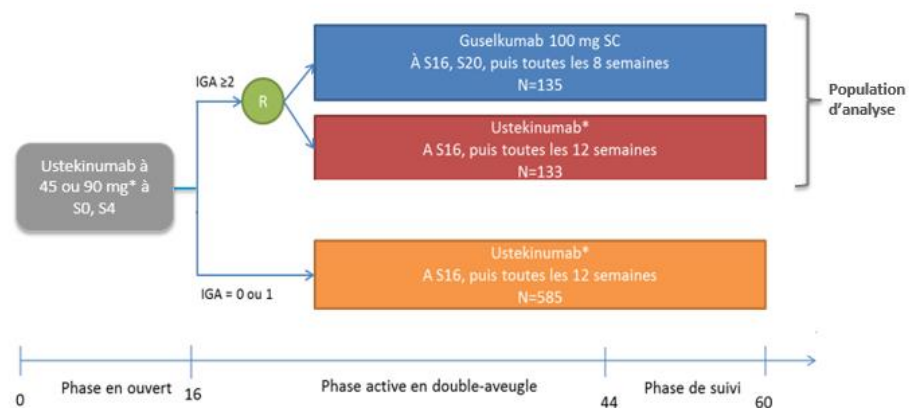 Guselkumab 100 mg SC
À S16, S20, puis toutes les 8 semaines
N=135
IGA ≥2
R
Population
d'analyse
Ustekinumab*
A S16, puis toutes les 12 semaines
N=133
Ustekinumab à
45 ou 90 mg* à
S0, S4
Ustekinumab*
A S16, puis toutes les 12 semaines
N=585
IGA = 0 ou 1
Phase en ouvert
Phase active en double-aveugle
Phase de suivi
0
16
44
60